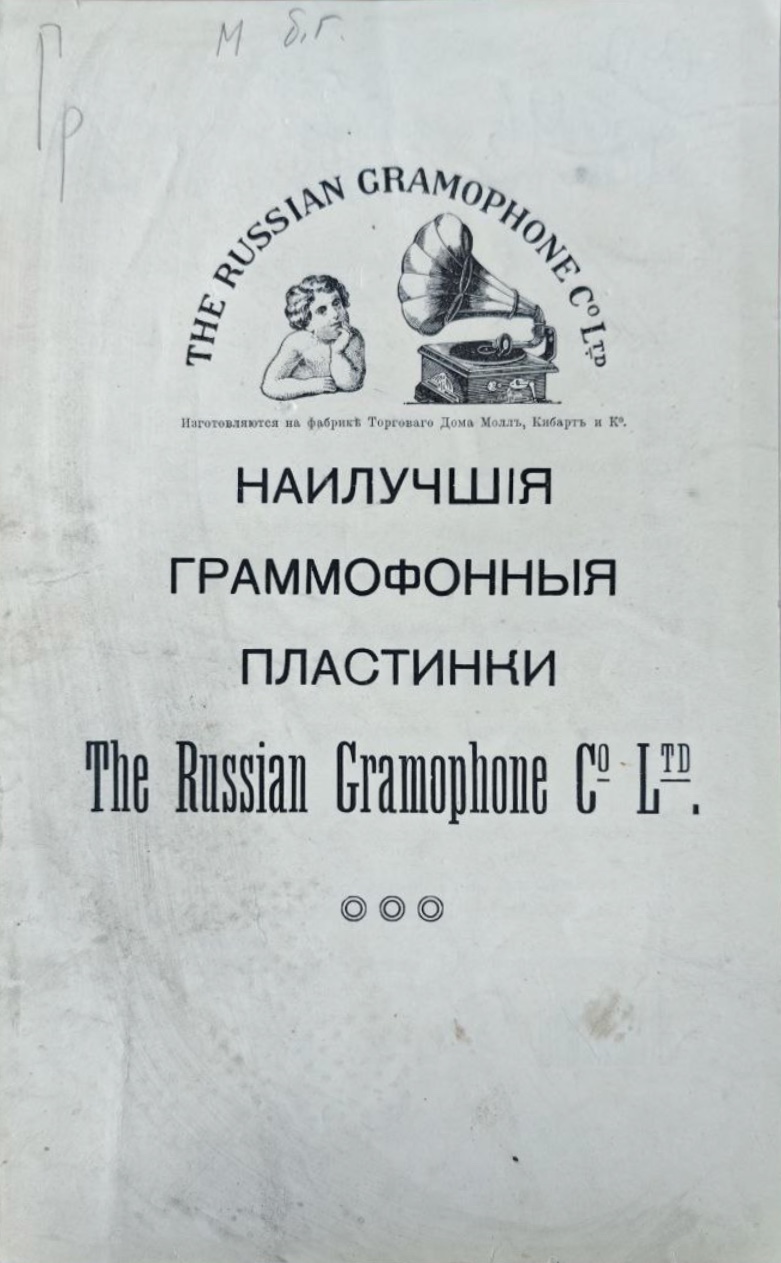 М б.г.
Гр
THE RUSSIAN GRAMOPHONE Cº LTD
Изготовляются на фабрикѣ Торговаго Дома Моллъ, Кибартъ и Кº.
НАИЛУЧШІЯ
ГРАММОФОННЫЯ
ПЛАСТИНКИ
The Russian Gramophone Cº LTD.